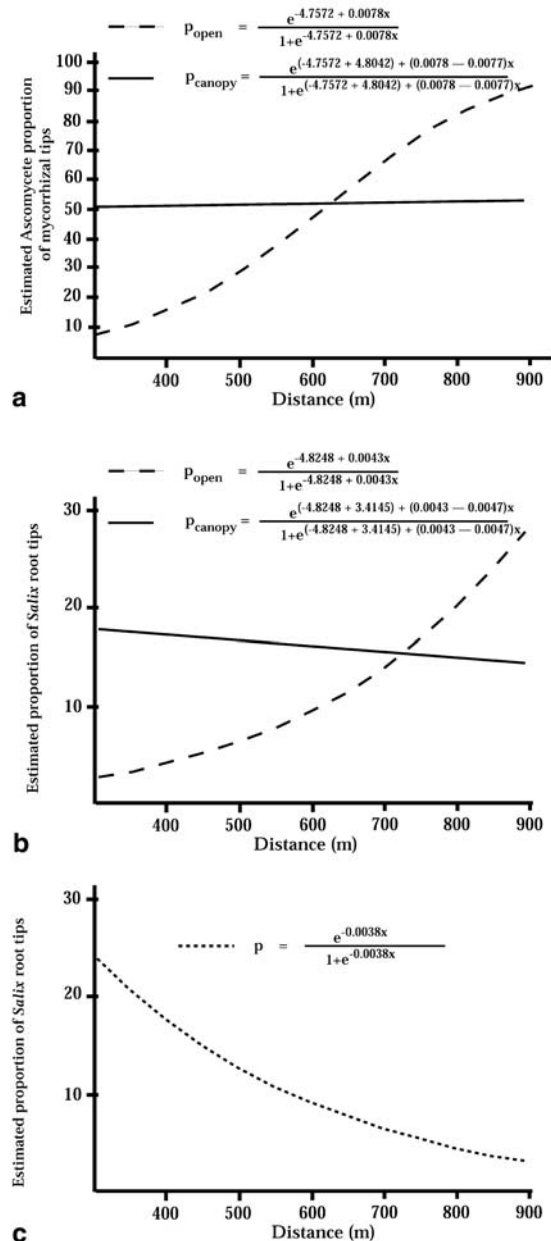 p_open = e^-4.7572 + 0.0078x / 1+e^-4.7572 + 0.0078x
p_canopy = e^(-4.7572 + 4.8042) + (0.0078 — 0.0077)x / 1+e^(-4.7572 + 4.8042) + (0.0078 — 0.0077)x
Estimated Ascomycete proportion
of mycorrhizal tips
100
90
80
70
60
50
40
30
20
10
400 500 600 700 800 900
Distance (m)
a
p_open = e^-4.8248 + 0.0043x / 1+e^-4.8248 + 0.0043x
p_canopy = e^(-4.8248 + 3.4145) + (0.0043 — 0.0047)x / 1+e^(-4.8248 + 3.4145) + (0.0043 — 0.0047)x
Estimated proportion of Salix root tips
30
20
10
400 500 600 700 800 900
Distance (m)
b
Estimated proportion of Salix root tips
30
p = e^-0.0038x / 1+e^-0.0038x
20
10
400 500 600 700 800 900
Distance (m)
c